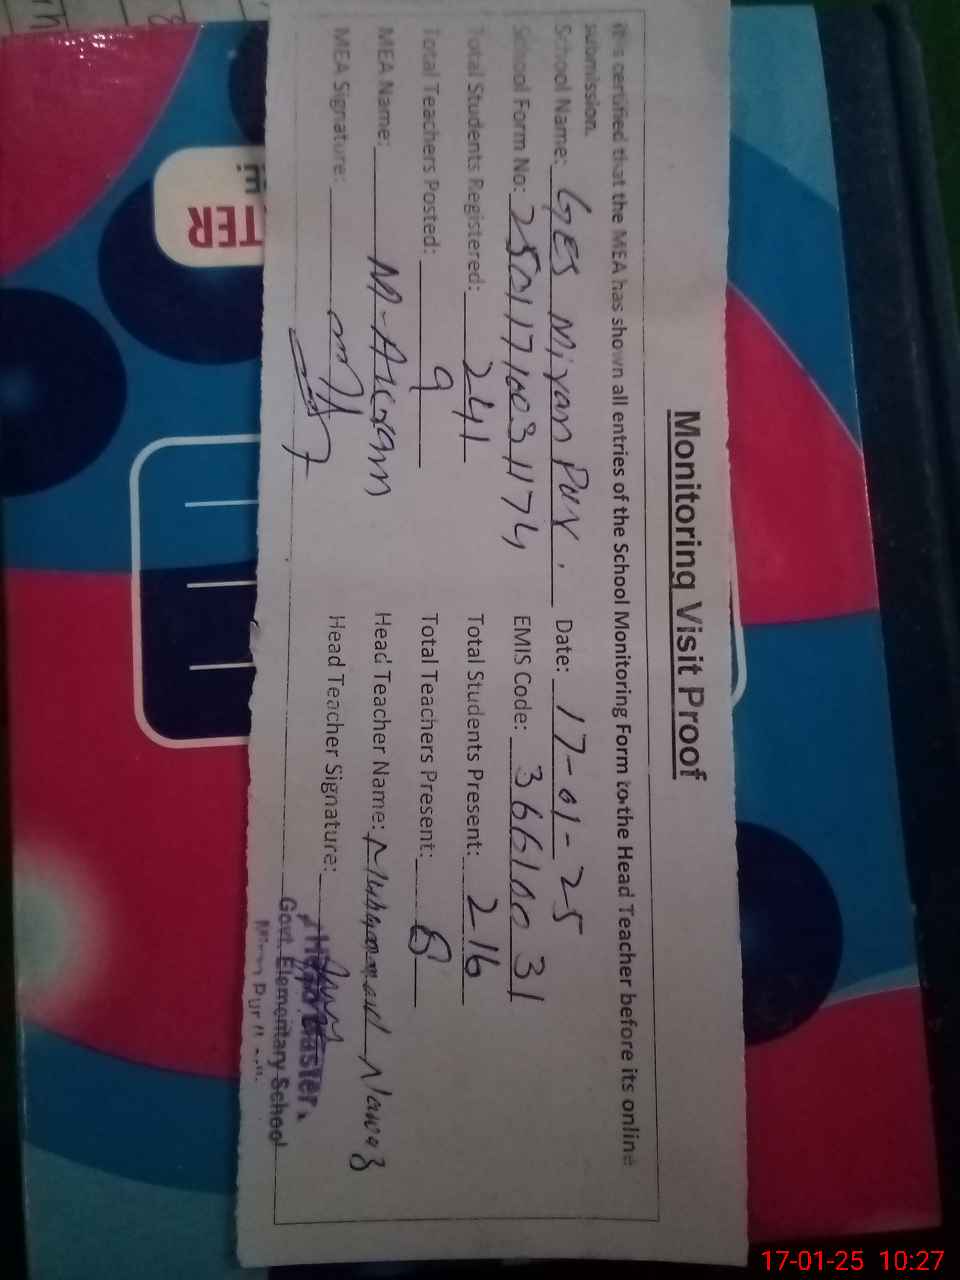 Monitoring Visit Proof
It is certified that the MEA has shown all entries of the School Monitoring Form to the Head Teacher before its online
submission.
School Name: GES Miran Pur. Date: 17-01-25
School Form No: EMIS Code: 36610031
Total Students Registered: 241 Total Students Present: 216
Total Teachers Posted: 9 Total Teachers Present: 8
MEA Name: M-Akram Head Teacher Name: Muhammad Nawaz
MEA Signature: Head Teacher Signature:
Head Master
Govt. Elementary School
Miran Pur
TER
17-01-25 10:27